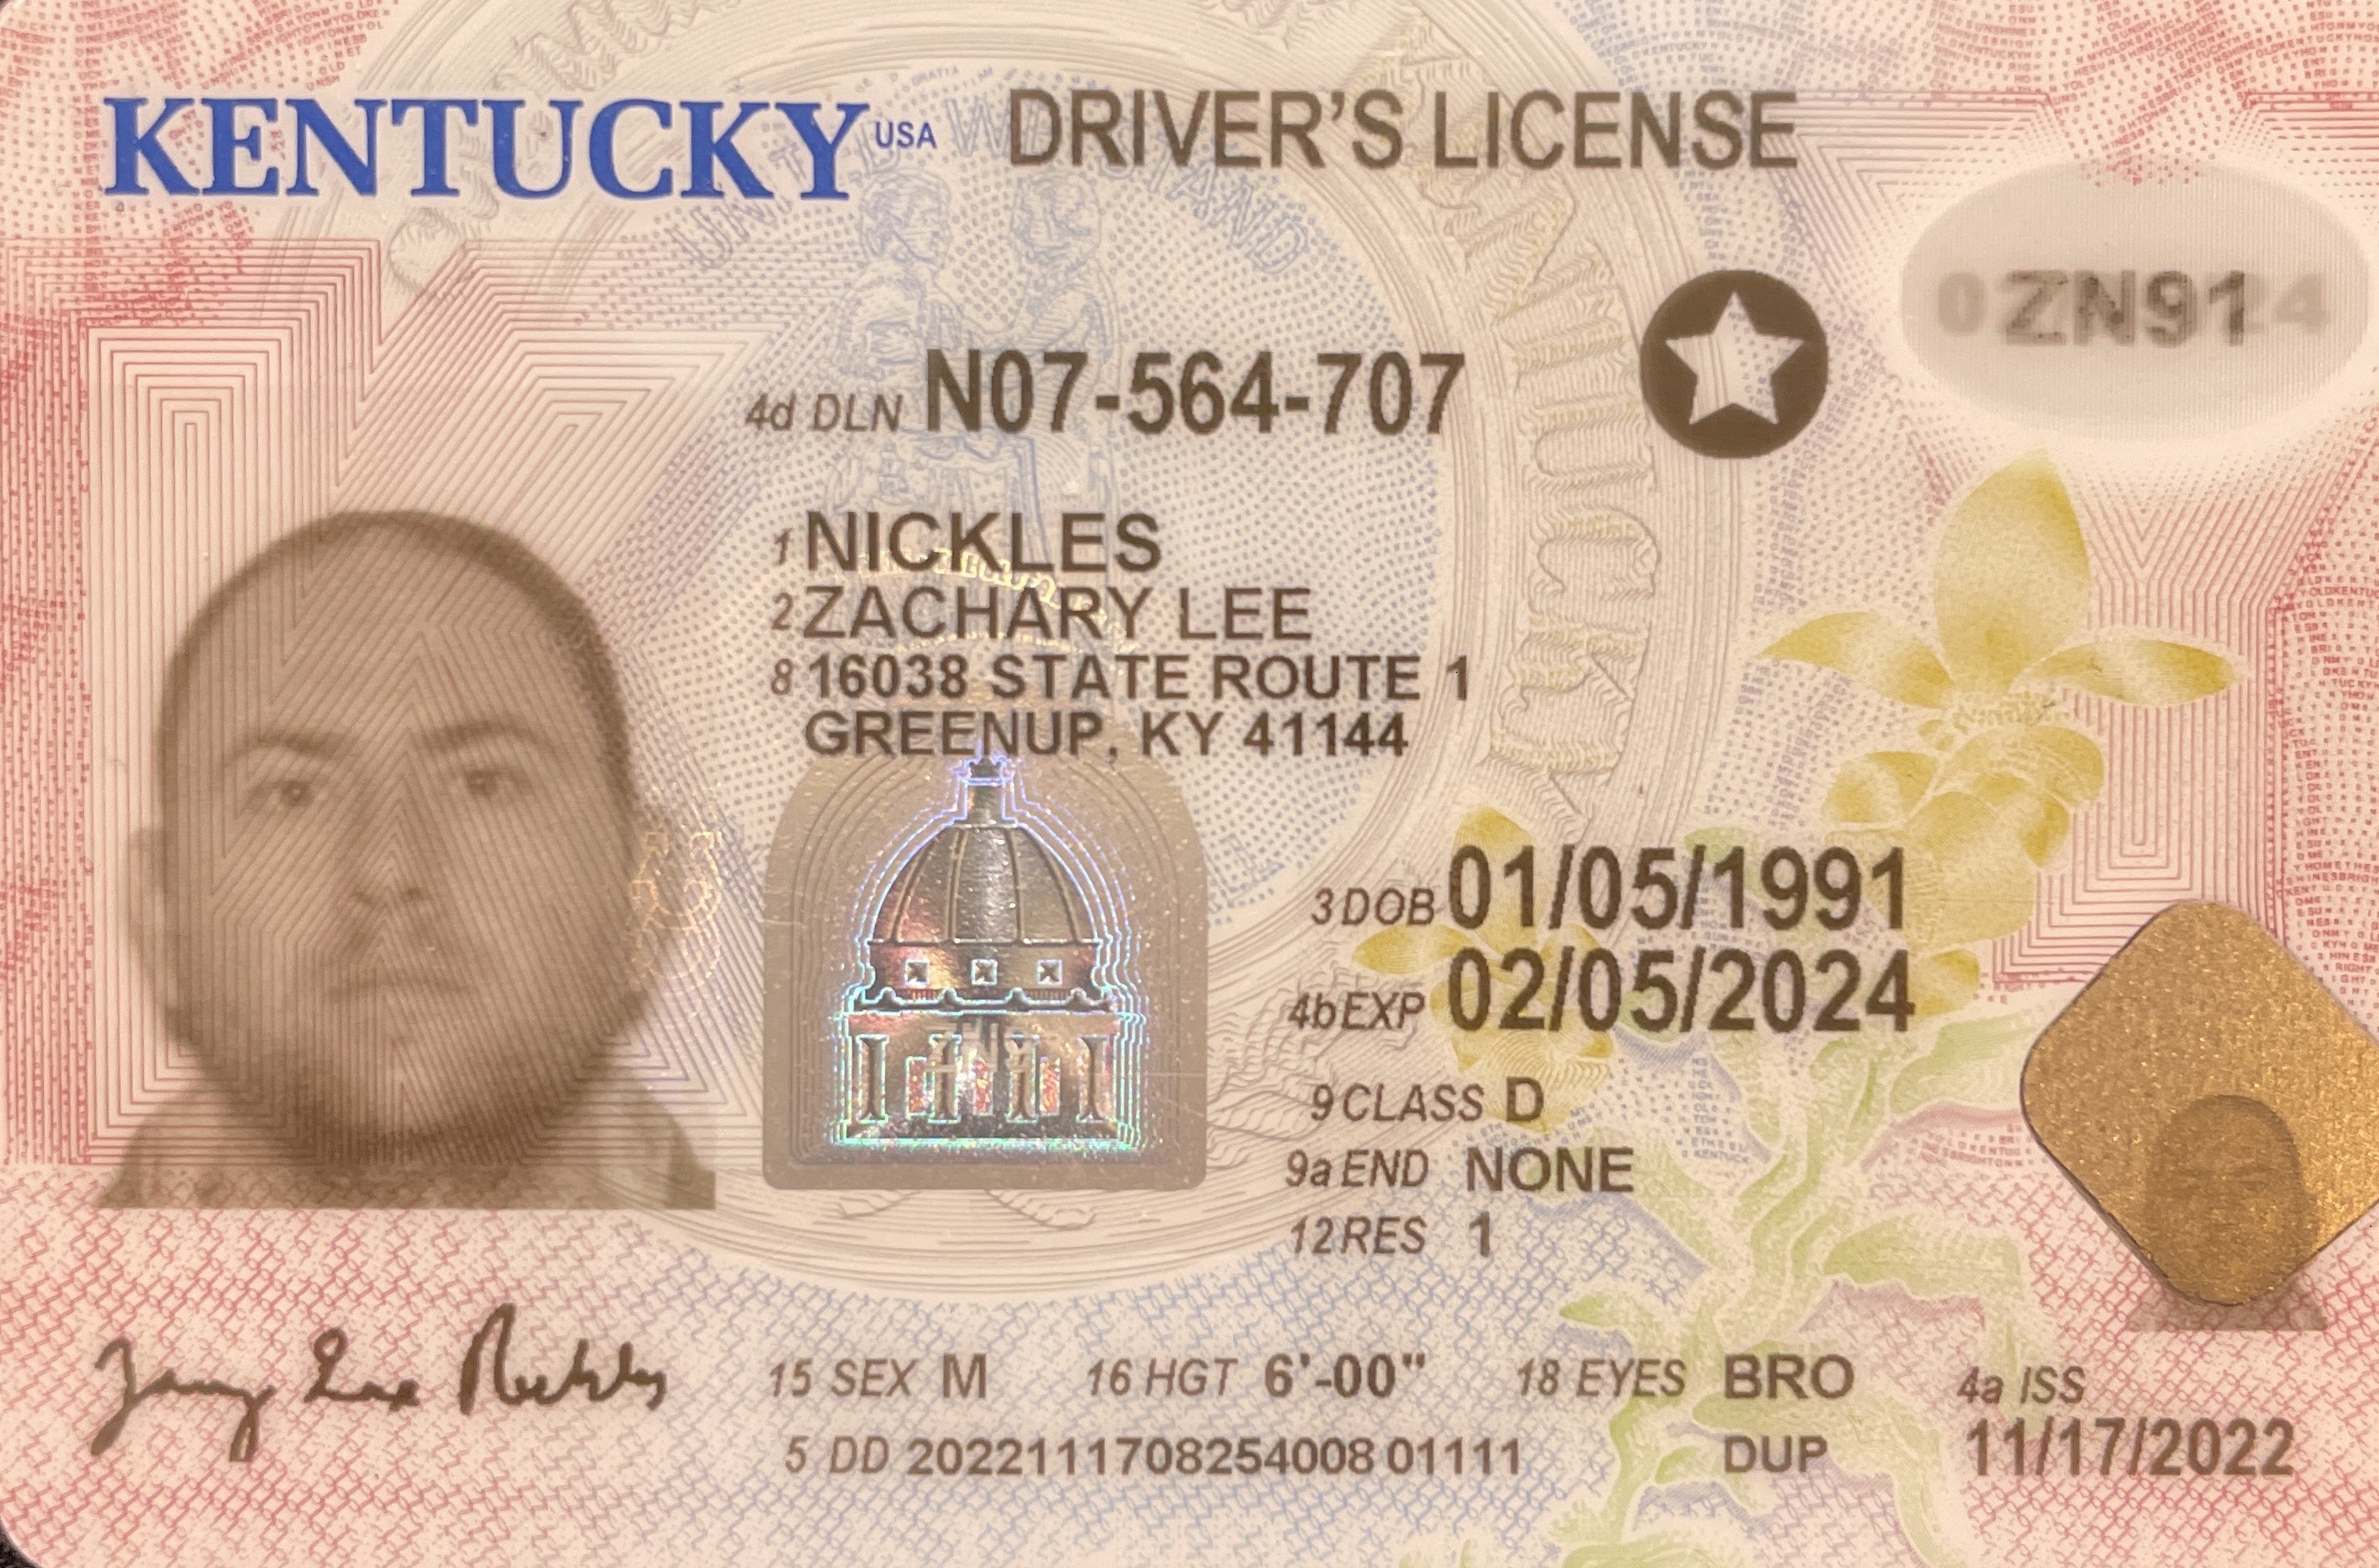 KENTUCKY USA DRIVER'S LICENSE
4d DLN N07-564-707
1 NICKLES
2 ZACHARY LEE
8 16038 STATE ROUTE 1
GREENUP, KY 41144
3 DOB 01/05/1991
4b EXP 02/05/2024
9 CLASS D
9a END NONE
12 RES 1
15 SEX M 16 HGT 6'-00" 18 EYES BRO 4a ISS
5 DD 2022111708254008 01111 DUP 11/17/2022